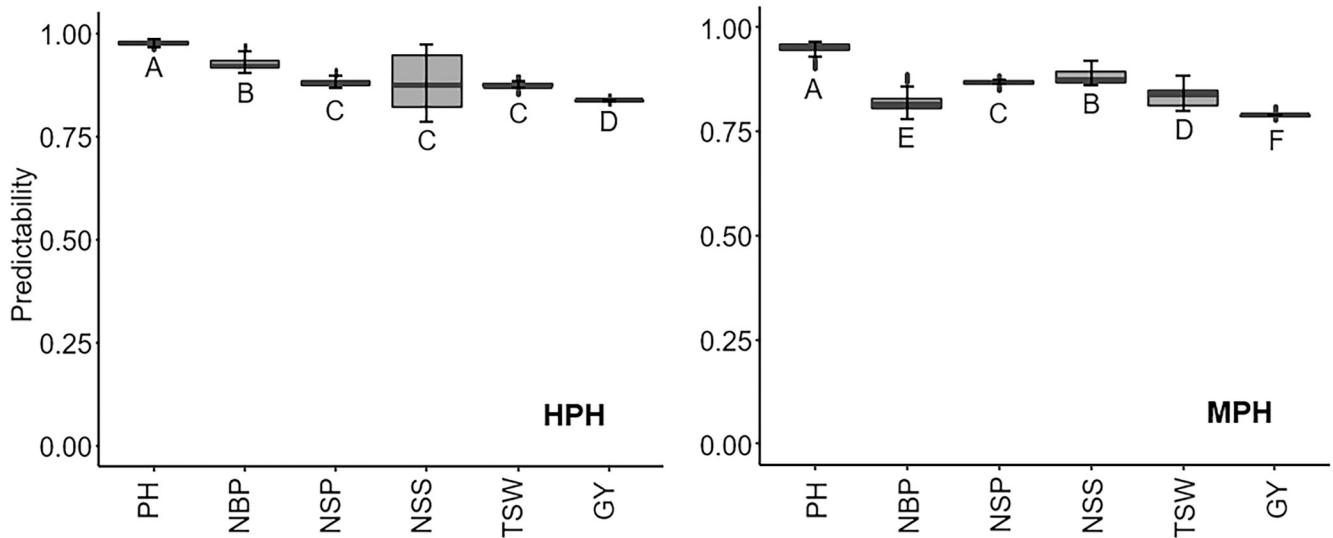 Predictability
1.00
0.75
0.50
0.25
0.00
A
B
C
C
C
D
HPH
PH
NBP
NSP
NSS
TSW
GY
1.00
0.75
0.50
0.25
0.00
A
E
C
B
D
F
MPH
PH
NBP
NSP
NSS
TSW
GY